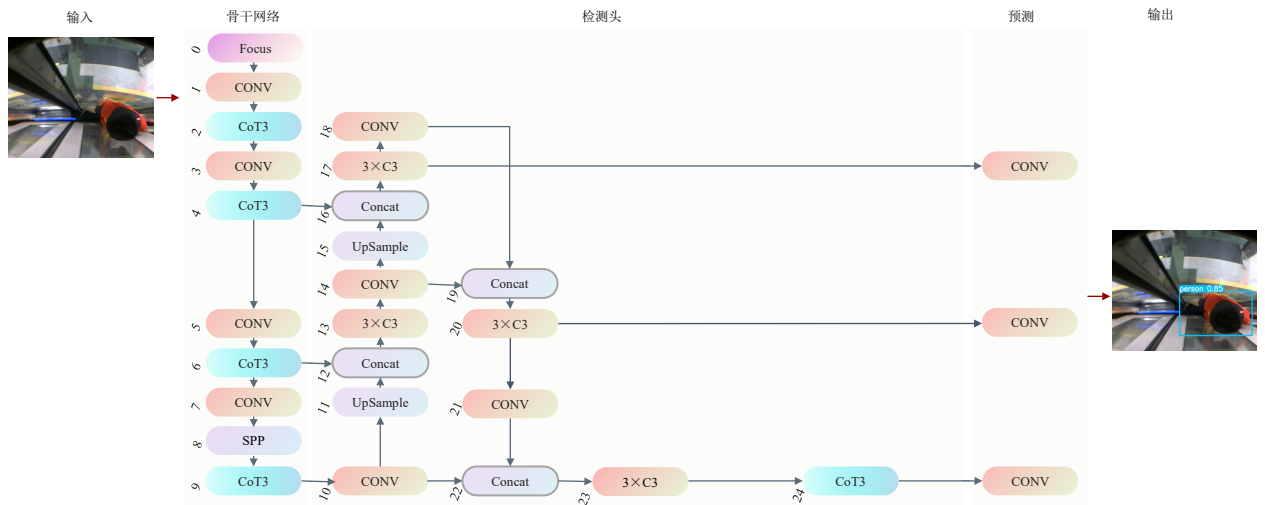 输入
骨干网络
检测头
预测
输出
0 Focus
1 CONV
2 CoT3
3 CONV
4 CoT3
5 CONV
6 CoT3
7 CONV
8 SPP
9 CoT3
18 CONV
17 3×C3
16 Concat
15 UpSample
14 CONV
13 3×C3
12 Concat
11 UpSample
10 CONV
19 Concat
20 3×C3
21 CONV
22 Concat
23 3×C3
24 CoT3
CONV
CONV
CONV
person 0.85